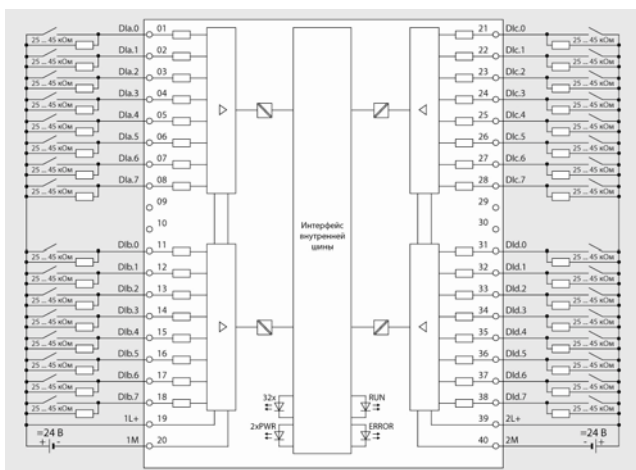 DIa.0 01 21 DIc.0
25 ... 45 кОм 25 ... 45 кОм
DIa.1 02 22 DIc.1
25 ... 45 кОм 25 ... 45 кОм
DIa.2 03 23 DIc.2
25 ... 45 кОм 25 ... 45 кОм
DIa.3 04 24 DIc.3
25 ... 45 кОм 25 ... 45 кОм
DIa.4 05 25 DIc.4
25 ... 45 кОм 25 ... 45 кОм
DIa.5 06 26 DIc.5
25 ... 45 кОм 25 ... 45 кОм
DIa.6 07 27 DIc.6
25 ... 45 кОм 25 ... 45 кОм
DIa.7 08 28 DIc.7
25 ... 45 кОм 25 ... 45 кОм
09 29
10 30
Интерфейс
внутренней
шины
DIb.0 11 31 DId.0
25 ... 45 кОм 25 ... 45 кОм
DIb.1 12 32 DId.1
25 ... 45 кОм 25 ... 45 кОм
DIb.2 13 33 DId.2
25 ... 45 кОм 25 ... 45 кОм
DIb.3 14 34 DId.3
25 ... 45 кОм 25 ... 45 кОм
DIb.4 15 35 DId.4
25 ... 45 кОм 25 ... 45 кОм
DIb.5 16 36 DId.5
25 ... 45 кОм 25 ... 45 кОм
DIb.6 17 37 DId.6
25 ... 45 кОм 25 ... 45 кОм
DIb.7 18 32x RUN 38 DId.7
25 ... 45 кОм 25 ... 45 кОм
1L+ 19 39 2L+
=24 В 2xPWR ERROR =24 В
+ - 1M 20 40 2M - +